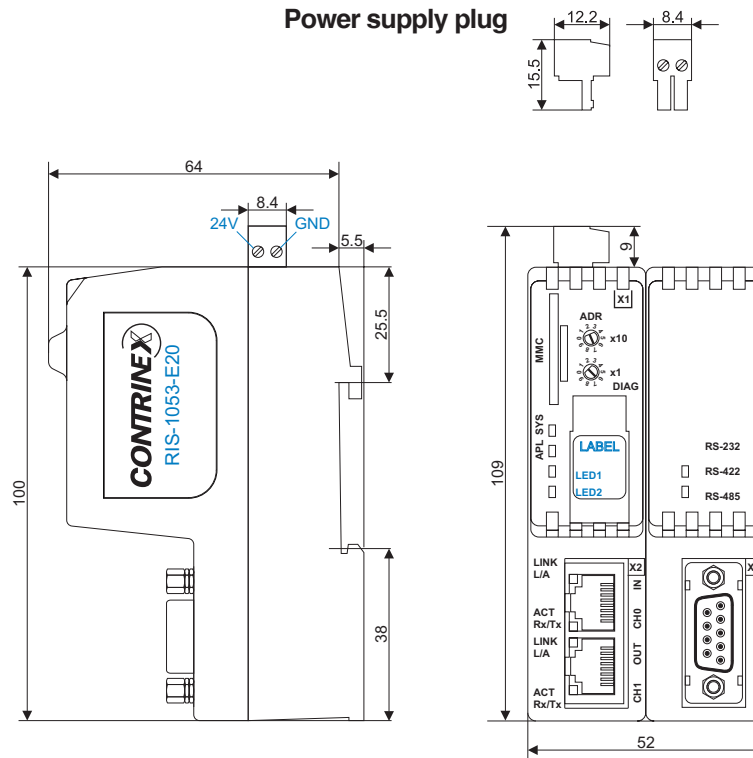 Power supply plug
12.2
8.4
15.5
64
8.4
24V
GND
5.5
25.5
100
38
CONTRINEX
RIS-1053-E20
109
9
X1
ADR
x10
x1
DIAG
MMC
APL SYS
LABEL
LED1
LED2
RS-232
RS-422
RS-485
LINK
L/A
X2
IN
ACT
Rx/Tx
CH0
LINK
L/A
OUT
ACT
Rx/Tx
CH1
52